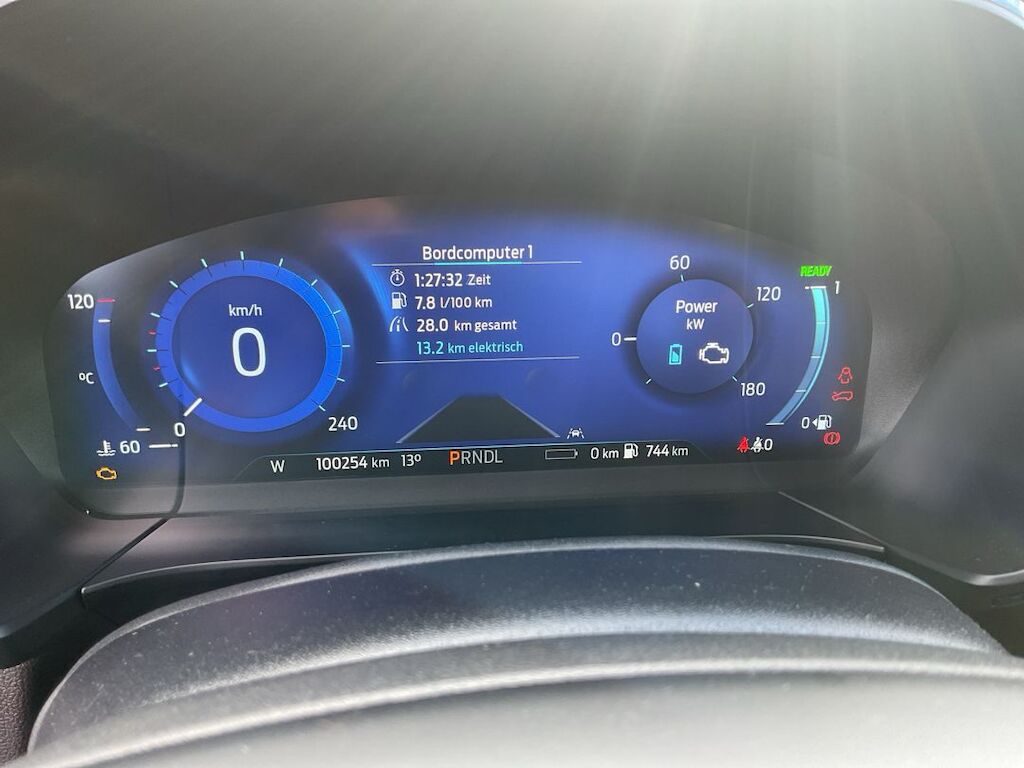 Bordcomputer 1
1:27:32 Zeit
7.8 l/100 km
28.0 km gesamt
13.2 km elektrisch
120
°C
60
km/h
0
0
240
60
0
120
180
Power
kW
READY
1
0
0
W 100254 km 13° PRNDL 0 km 744 km